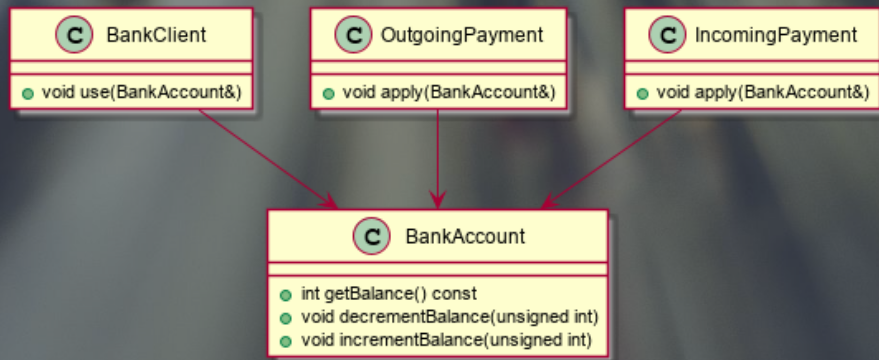 C BankClient
void use(BankAccount&)
C OutgoingPayment
void apply(BankAccount&)
C IncomingPayment
void apply(BankAccount&)
C BankAccount
int getBalance() const
void decrementBalance(unsigned int)
void incrementBalance(unsigned int)